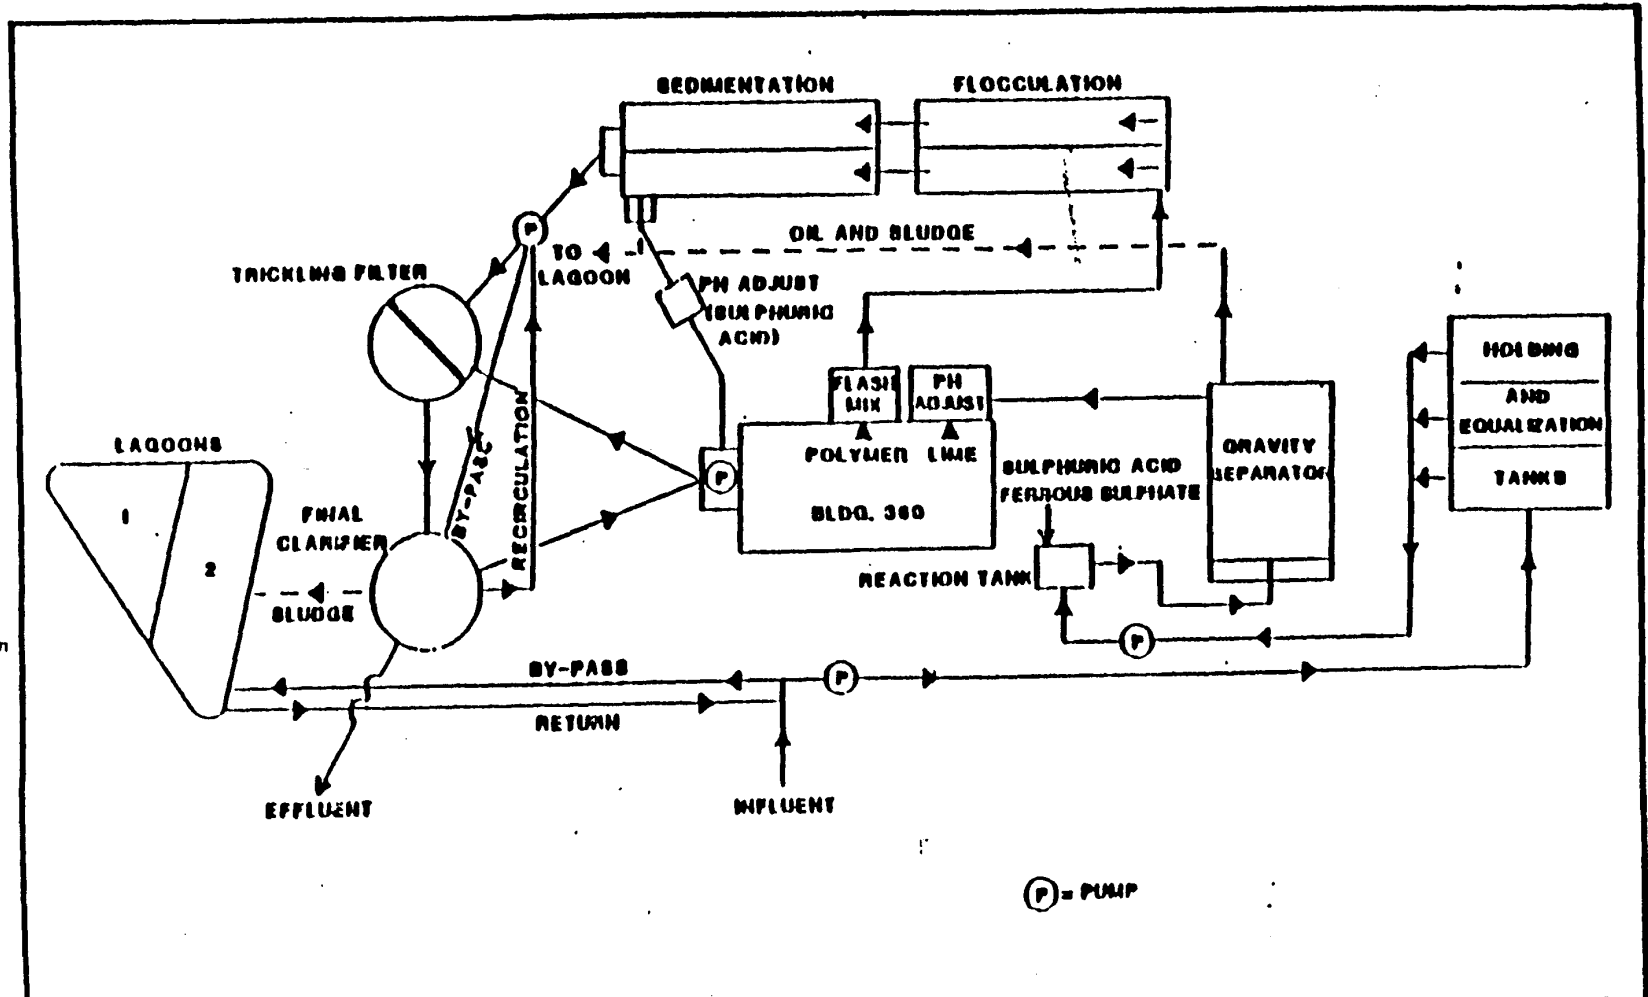 SEDIMENTATION
FLOCCULATION
OIL AND SLUDGE
TO
LAGOON
TRICKLING FILTER
PH ADJUST
(SULPHURIC
ACID)
HOLDING
AND
EQUALIZATION
TANKS
FLASH
MIX
PH
ADJUST
POLYMER
LIME
GRAVITY
SEPARATOR
SULPHURIC ACID
FERROUS SULPHATE
BLDG. 360
P
P
LAGOONS
1
2
FINAL
CLARIFIER
BY-PASS
RECIRCULATION
REACTION TANK
SLUDGE
P
BY-PASS
P
RETURN
EFFLUENT
INFLUENT
P = PUMP
n